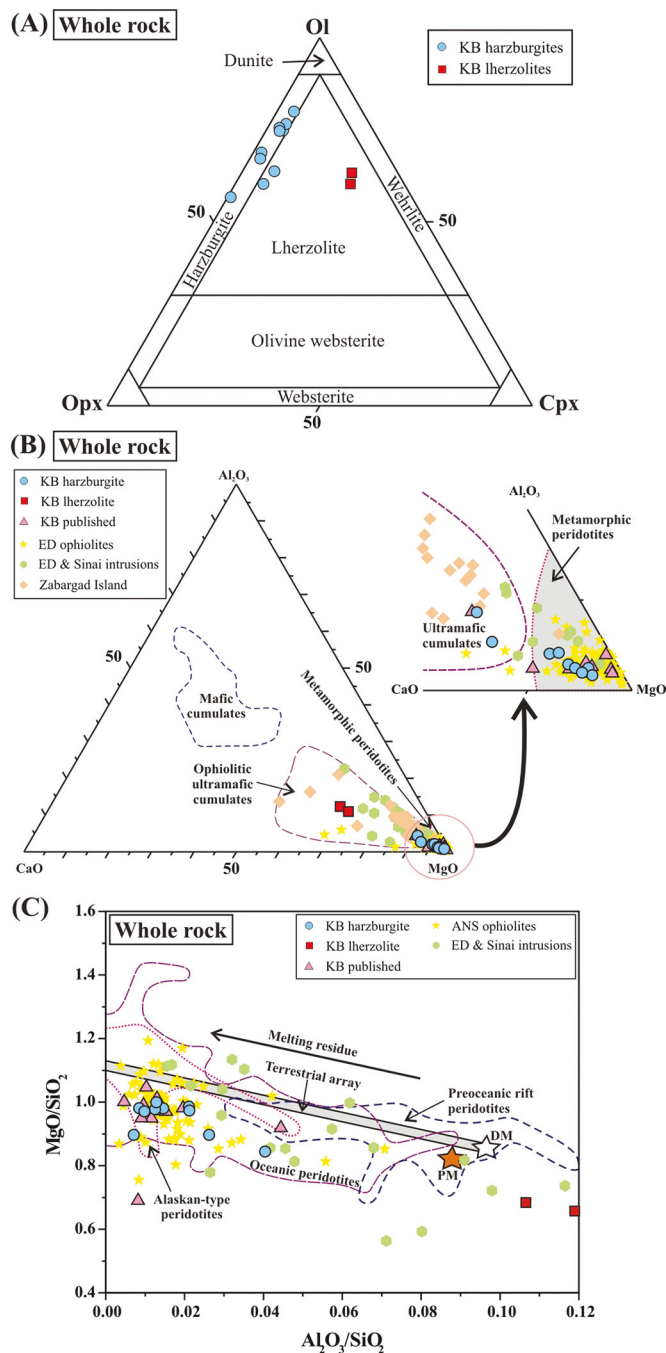 (A) Whole rock
Ol
Dunite
KB harzburgites
KB lherzolites
50
50
Harzburgite
Wehrlite
Lherzolite
Olivine websterite
Websterite
Opx
Cpx
50
(B) Whole rock
KB harzburgite
KB lherzolite
KB published
ED ophiolites
ED & Sinai intrusions
Zabargad Island
Al₂O₃
50
50
Mafic
cumulates
Metamorphic peridotites
Ophiolitic
ultramafic
cumulates
CaO
50
MgO
Al₂O₃
Metamorphic
peridotites
Ultramafic
cumulates
CaO
MgO
(C)
Whole rock
KB harzburgite
KB lherzolite
KB published
ANS ophiolites
ED & Sinai intrusions
1.6
1.4
1.2
1.0
0.8
0.6
0.4
MgO/SiO₂
Melting residue
Terrestrial array
Preoceanic rift
peridotites
DM
PM
Oceanic peridotites
Alaskan-type
peridotites
0.00 0.02 0.04 0.06 0.08 0.10 0.12
Al₂O₃/SiO₂